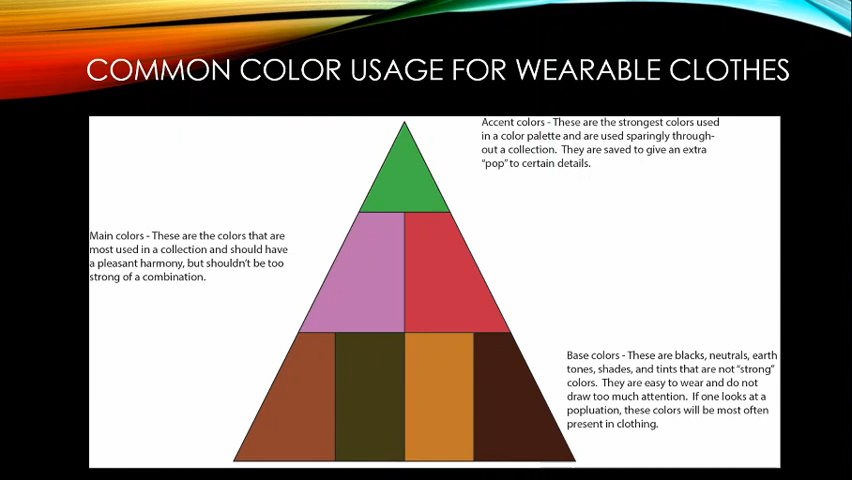 COMMON COLOR USAGE FOR WEARABLE CLOTHES
Accent colors - These are the strongest colors used
in a color palette and are used sparingly through-
out a collection. They are saved to give an extra
“pop” to certain details.
Main colors - These are the colors that are
most used in a collection and should have
a pleasant harmony, but shouldn’t be too
strong of a combination.
Base colors - These are blacks, neutrals, earth
tones, shades, and tints that are not “strong”
colors. They are easy to wear and do not
draw too much attention. If one looks at a
popluation, these colors will be most often
present in clothing.